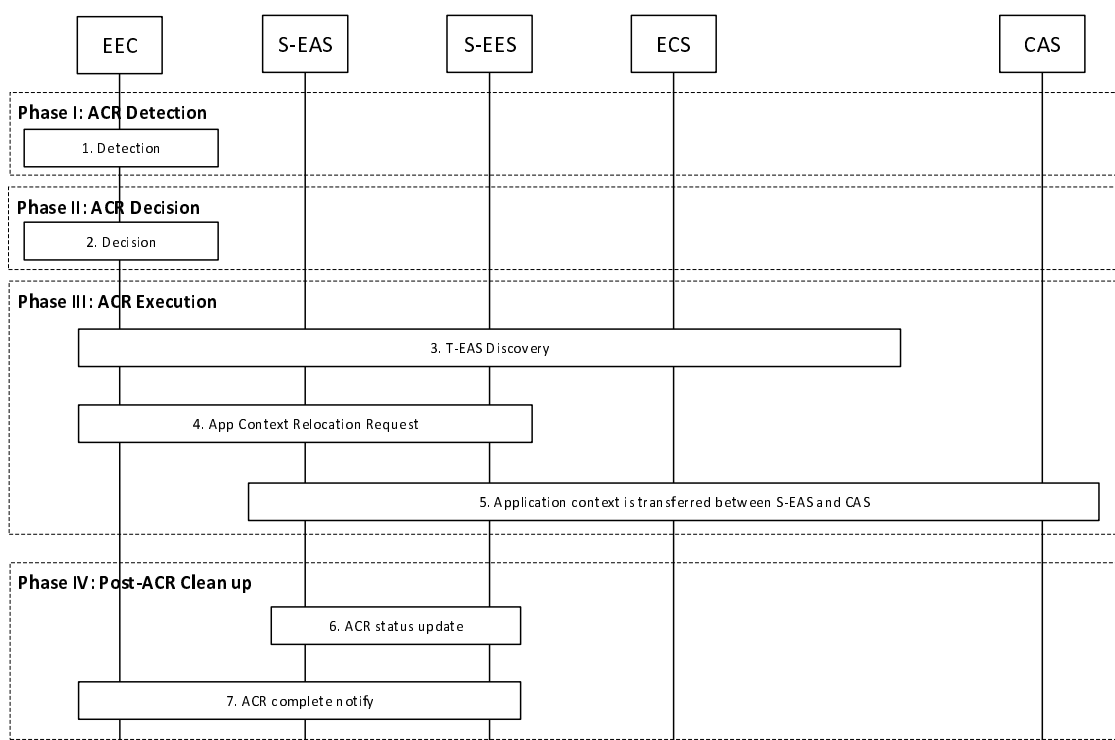 EEC
S-EAS
S-EES
ECS
CAS
Phase I: ACR Detection
1. Detection
Phase II: ACR Decision
2. Decision
Phase III: ACR Execution
3. T-EAS Discovery
4. App Context Relocation Request
5. Application context is transferred between S-EAS and CAS
Phase IV: Post-ACR Clean up
6. ACR status update
7. ACR complete notify